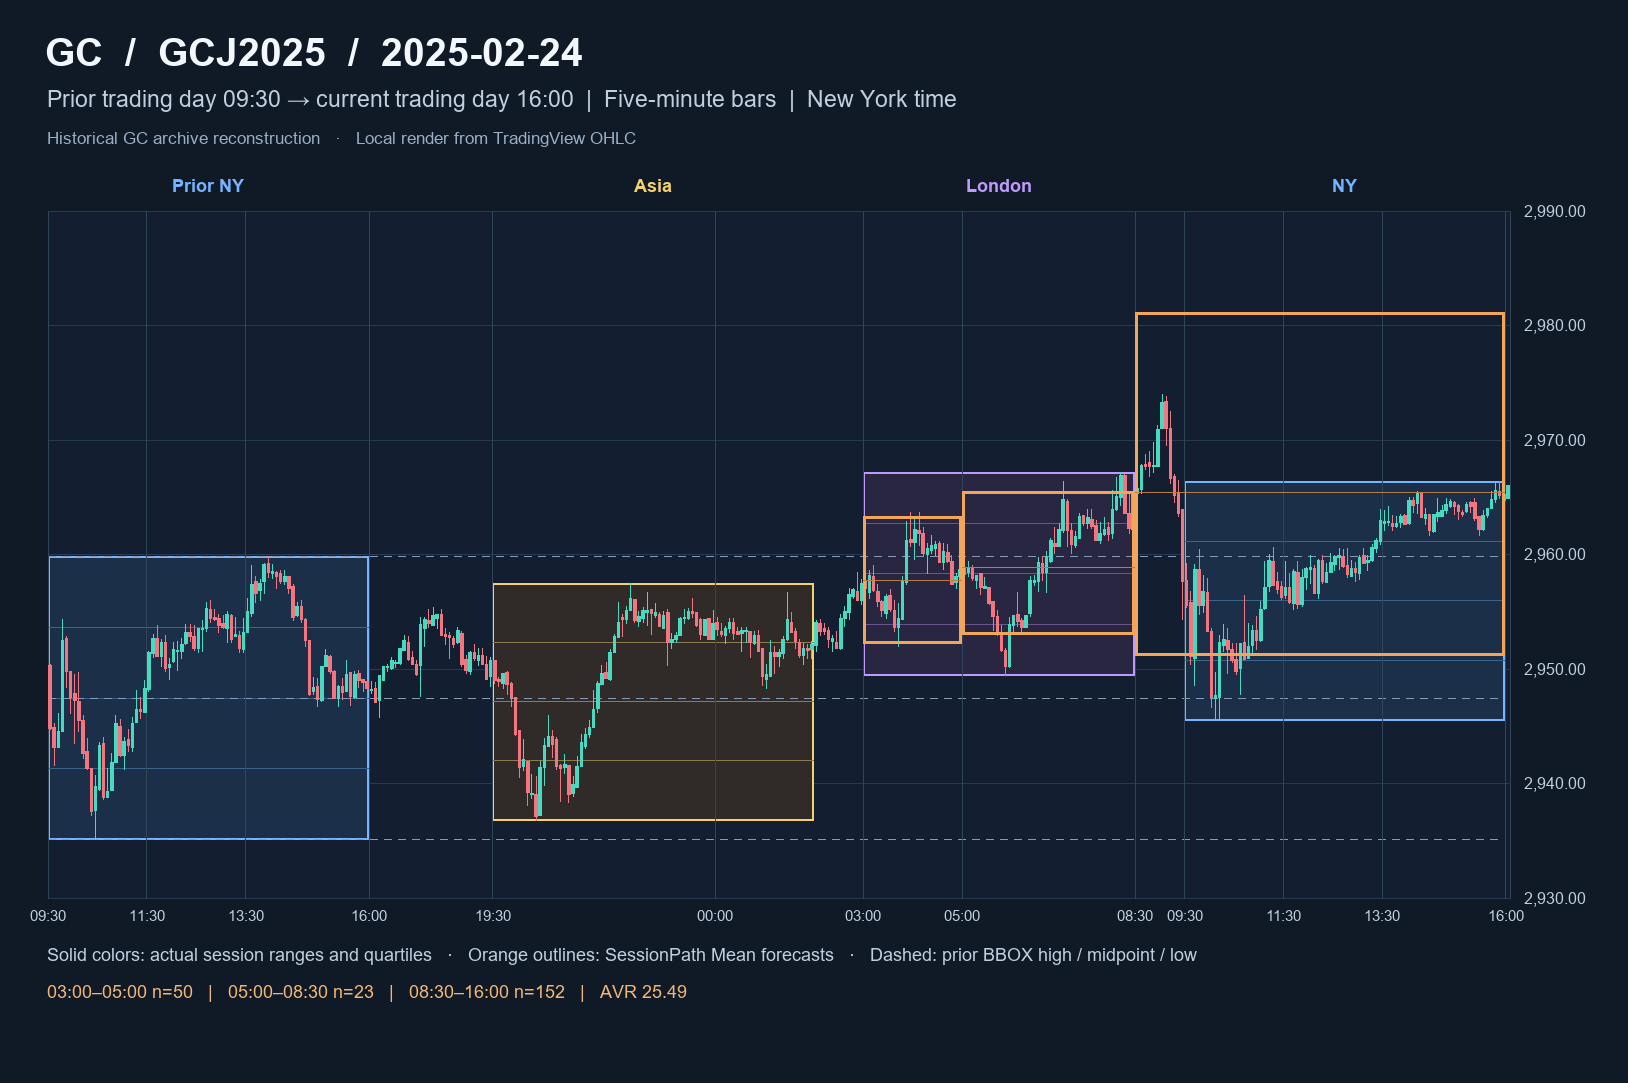 GC / GCJ2025 / 2025-02-24
Prior trading day 09:30 → current trading day 16:00 | Five-minute bars | New York time
Historical GC archive reconstruction · Local render from TradingView OHLC
Prior NY Asia London NY
2,990.00
2,980.00
2,970.00
2,960.00
2,950.00
2,940.00
2,930.00
09:30 11:30 13:30 16:00 19:30 00:00 03:00 05:00 08:30 09:30 11:30 13:30 16:00
Solid colors: actual session ranges and quartiles · Orange outlines: SessionPath Mean forecasts · Dashed: prior BBOX high / midpoint / low
03:00–05:00 n=50 | 05:00–08:30 n=23 | 08:30–16:00 n=152 | AVR 25.49